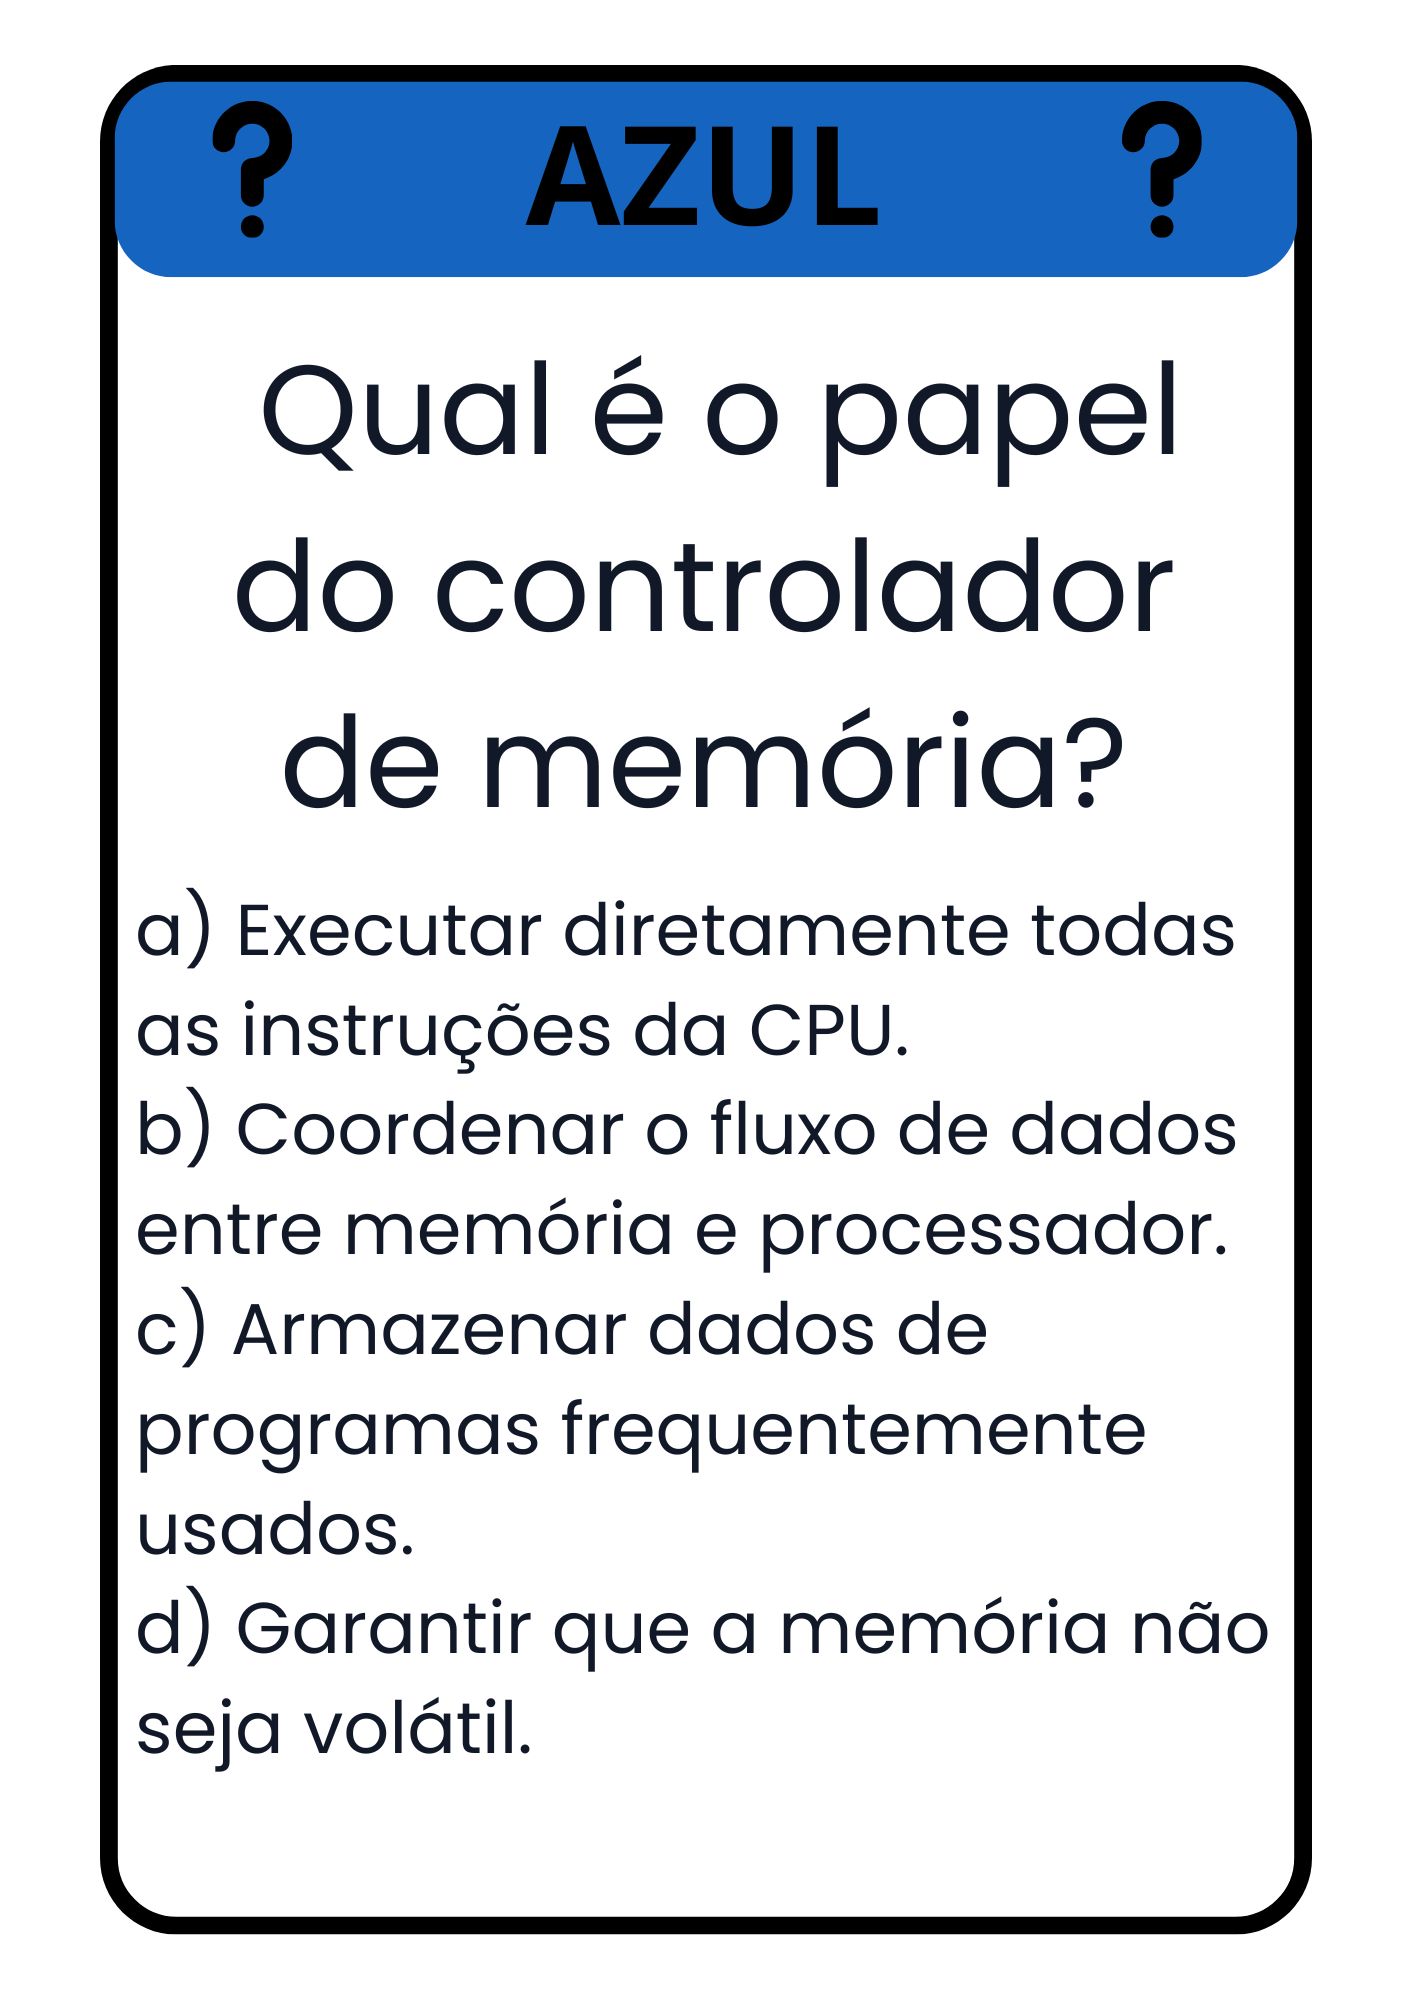 ? AZUL ?
Qual é o papel
do controlador
de memória?
a) Executar diretamente todas
as instruções da CPU.
b) Coordenar o fluxo de dados
entre memória e processador.
c) Armazenar dados de
programas frequentemente
usados.
d) Garantir que a memória não
seja volátil.